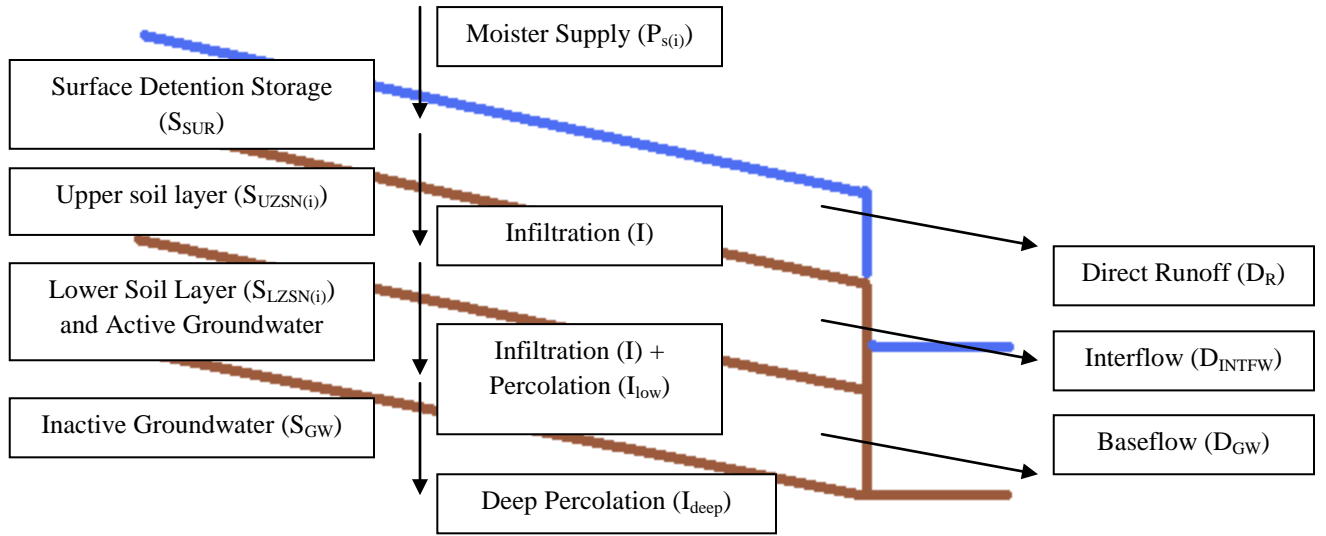 Moister Supply (Ps(i))
Surface Detention Storage
(SSUR)
Upper soil layer (SUZSN(i))
Infiltration (I)
Direct Runoff (DR)
Lower Soil Layer (SLZSN(i))
and Active Groundwater
Infiltration (I) +
Percolation (Ilow)
Interflow (DINTFW)
Inactive Groundwater (SGW)
Baseflow (DGW)
Deep Percolation (Ideep)